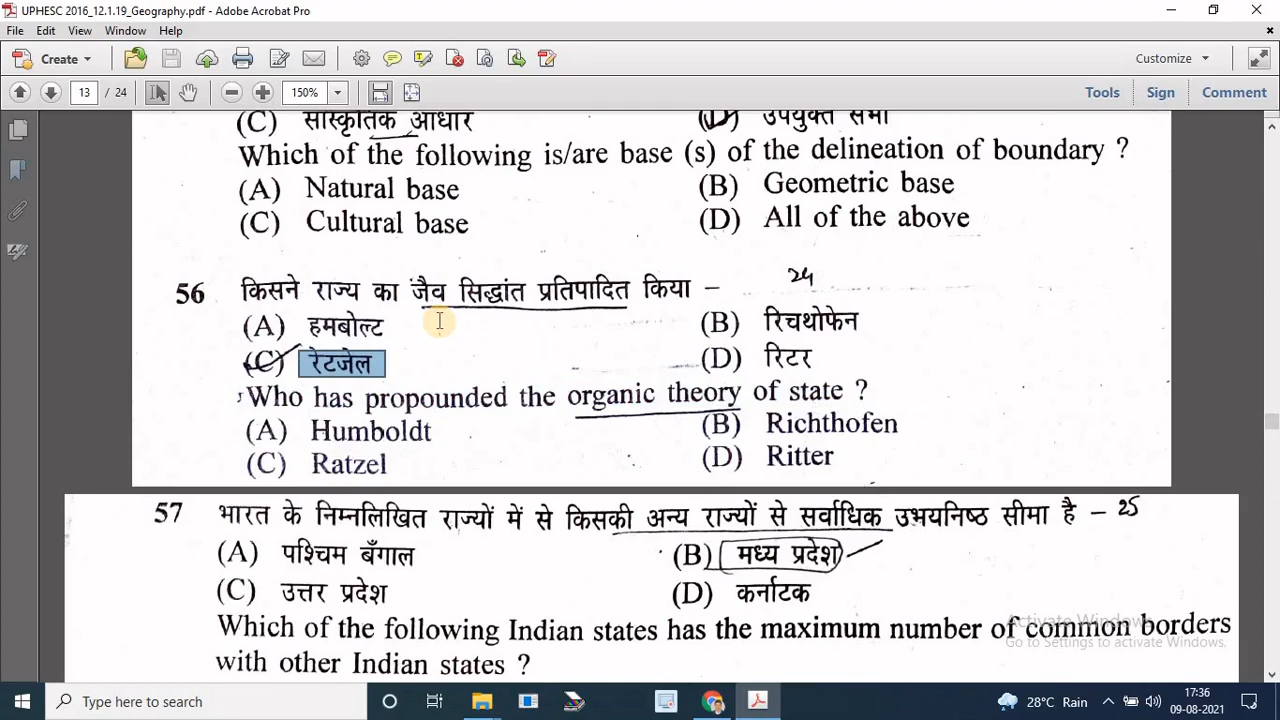 UPHESC 2016_12.1.19_Geography.pdf - Adobe Acrobat Pro
File Edit View Window Help
Create Customize
13 / 24 150% Tools Sign Comment
(C) सांस्कृतिक आधार (D) उपर्युक्त सभी
Which of the following is/are base (s) of the delineation of boundary ?
(A) Natural base (B) Geometric base
(C) Cultural base (D) All of the above
24
56 किसने राज्य का जैव सिद्धांत प्रतिपादित किया –
(A) हमबोल्ट (B) रिचथोफेन
(C) रेटजेल (D) रिटर
Who has propounded the organic theory of state ?
(A) Humboldt (B) Richthofen
(C) Ratzel (D) Ritter
57 भारत के निम्नलिखित राज्यों में से किसकी अन्य राज्यों से सर्वाधिक उभयनिष्ठ सीमा है – 25
(A) पश्चिम बँगाल (B) मध्य प्रदेश
(C) उत्तर प्रदेश (D) कर्नाटक
Which of the following Indian states has the maximum number of common borders
with other Indian states ?
Activate Windows
Go to Settings to activate Windows.
Type here to search 28°C Rain 17:36
09-08-2021